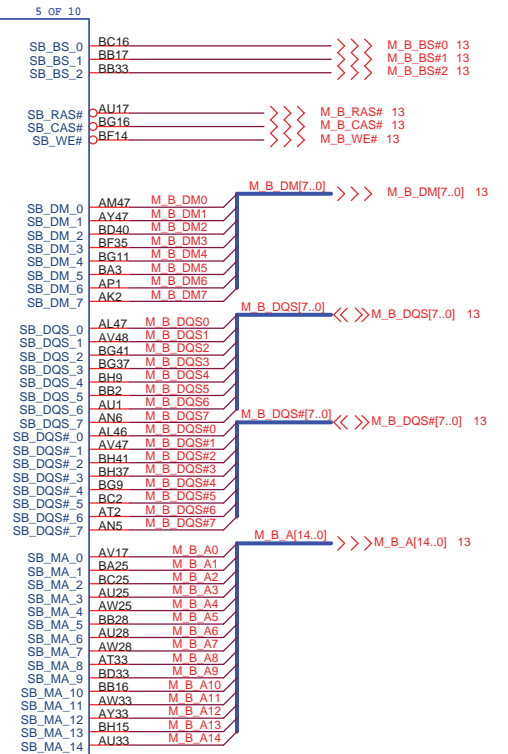 5 OF 10
SB_BS_0 BC16 M_B_BS#0 13
SB_BS_1 BB17 M_B_BS#1 13
SB_BS_2 BB33 M_B_BS#2 13
SB_RAS# AU17 M_B_RAS# 13
SB_CAS# BG16 M_B_CAS# 13
SB_WE# BF14 M_B_WE# 13
M_B_DM[7..0] M_B_DM[7..0] 13
SB_DM_0 AM47 M_B_DM0
SB_DM_1 AY47 M_B_DM1
SB_DM_2 BD40 M_B_DM2
SB_DM_3 BF35 M_B_DM3
SB_DM_4 BG11 M_B_DM4
SB_DM_5 BA3 M_B_DM5
SB_DM_6 AP1 M_B_DM6
SB_DM_7 AK2 M_B_DM7
M_B_DQS[7..0] M_B_DQS[7..0] 13
SB_DQS_0 AL47 M_B_DQS0
SB_DQS_1 AV48 M_B_DQS1
SB_DQS_2 BG41 M_B_DQS2
SB_DQS_3 BG37 M_B_DQS3
SB_DQS_4 BH9 M_B_DQS4
SB_DQS_5 BB2 M_B_DQS5
SB_DQS_6 AU1 M_B_DQS6
SB_DQS_7 AN6 M_B_DQS7
M_B_DQS#[7..0] M_B_DQS#[7..0] 13
SB_DQS#_0 AL46 M_B_DQS#0
SB_DQS#_1 AV47 M_B_DQS#1
SB_DQS#_2 BH41 M_B_DQS#2
SB_DQS#_3 BH37 M_B_DQS#3
SB_DQS#_4 BG9 M_B_DQS#4
SB_DQS#_5 BC2 M_B_DQS#5
SB_DQS#_6 AT2 M_B_DQS#6
SB_DQS#_7 AN5 M_B_DQS#7
M_B_A[14..0] M_B_A[14..0] 13
SB_MA_0 AV17 M_B_A0
SB_MA_1 BA25 M_B_A1
SB_MA_2 BC25 M_B_A2
SB_MA_3 AU25 M_B_A3
SB_MA_4 AW25 M_B_A4
SB_MA_5 BB28 M_B_A5
SB_MA_6 AU28 M_B_A6
SB_MA_7 AW28 M_B_A7
SB_MA_8 AT33 M_B_A8
SB_MA_9 BD33 M_B_A9
SB_MA_10 BB16 M_B_A10
SB_MA_11 AW33 M_B_A11
SB_MA_12 AY33 M_B_A12
SB_MA_13 BH15 M_B_A13
SB_MA_14 AU33 M_B_A14